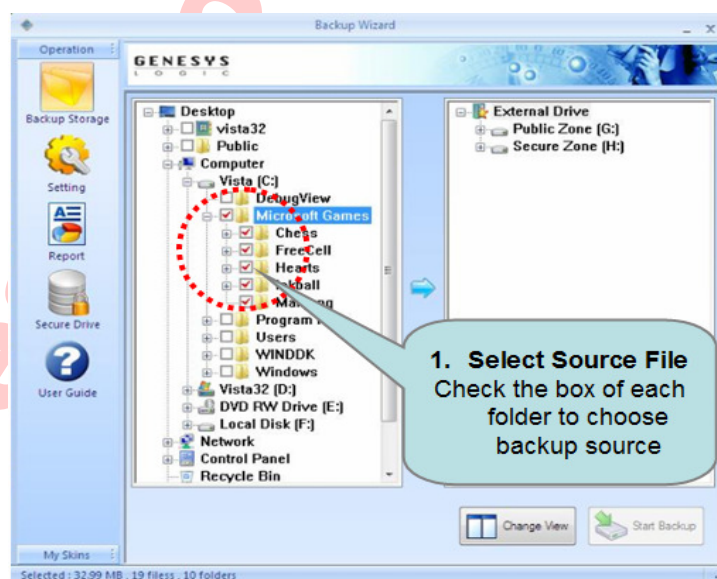 Backup Wizard
Operation
GENESYS
LOGIC
Backup Storage
Setting
Report
Secure Drive
User Guide
My Skins
Desktop
vista32
Public
Computer
Vista (C:)
DebugView
Microsoft Games
Chess
FreeCell
Hearts
Program
Users
WINDDK
Windows
Vista32 (D:)
DVD RW Drive (E:)
Local Disk (F:)
Network
Control Panel
Recycle Bin
External Drive
Public Zone (G:)
Secure Zone (H:)
1. Select Source File
Check the box of each
folder to choose
backup source
Change View
Start Backup
Selected : 32.99 MB , 19 filess , 10 folders